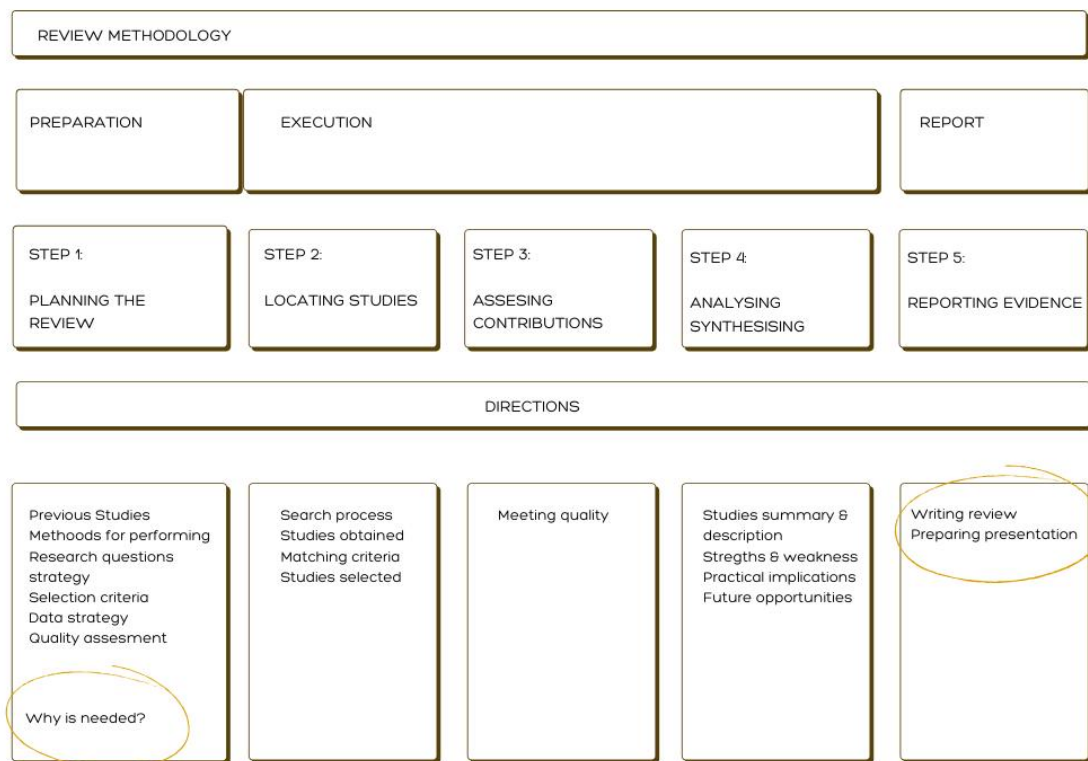 REVIEW METHODOLOGY
PREPARATION
EXECUTION
REPORT
STEP 1:
PLANNING THE
REVIEW
STEP 2:
LOCATING STUDIES
STEP 3:
ASSESING
CONTRIBUTIONS
STEP 4:
ANALYSING
SYNTHESISING
STEP 5:
REPORTING EVIDENCE
DIRECTIONS
Previous Studies
Methoods for performing
Research questions
strategy
Selection criteria
Data strategy
Quality assesment
Why is needed?
Search process
Studies obtained
Matching criteria
Studies selected
Meeting quality
Studies summary &
description
Stregths & weakness
Practical implications
Future opportunities
Writing review
Preparing presentation